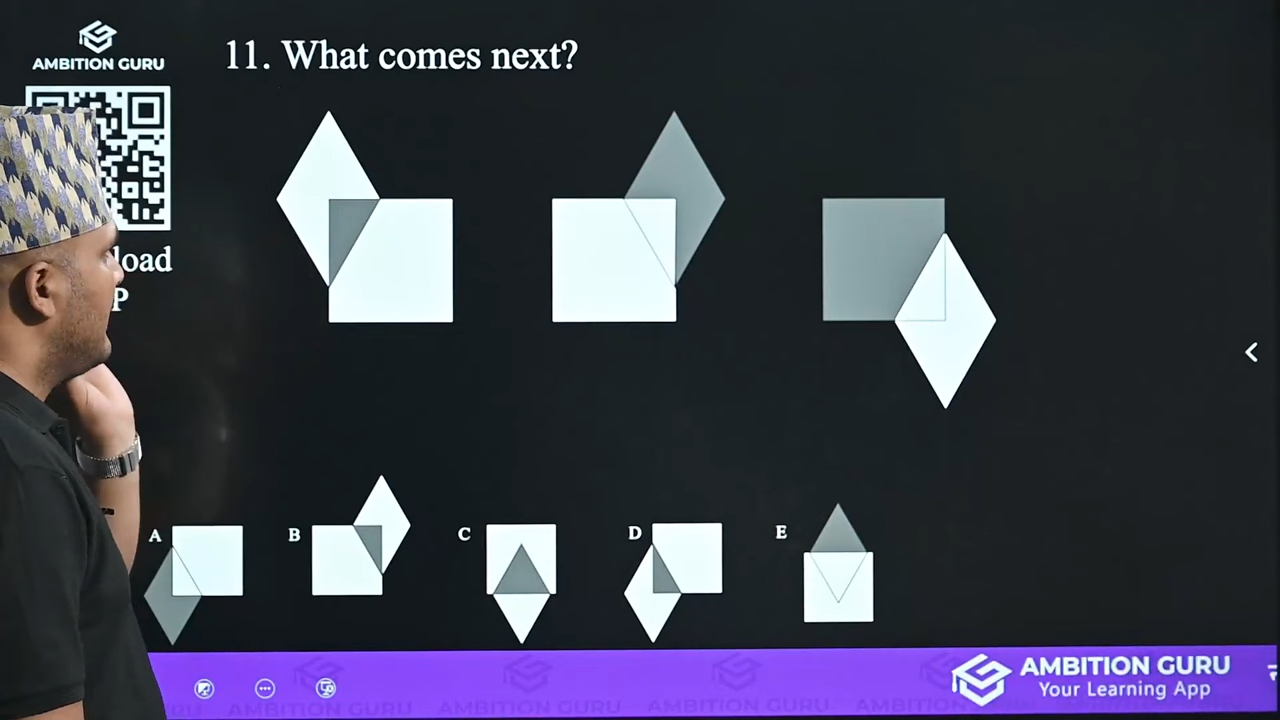 AMBITION GURU
11. What comes next?
load
P
A
B
C
D
E
AMBITION GURU
Your Learning App